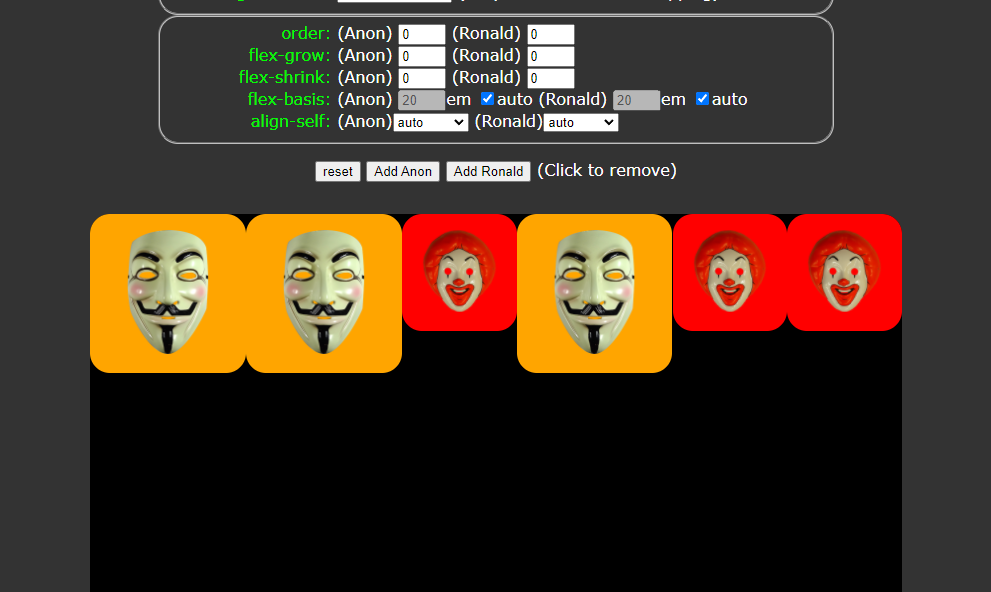 order: (Anon) 0 (Ronald) 0
flex-grow: (Anon) 0 (Ronald) 0
flex-shrink: (Anon) 0 (Ronald) 0
flex-basis: (Anon) 20 em auto (Ronald) 20 em auto
align-self: (Anon) auto (Ronald) auto
reset Add Anon Add Ronald (Click to remove)